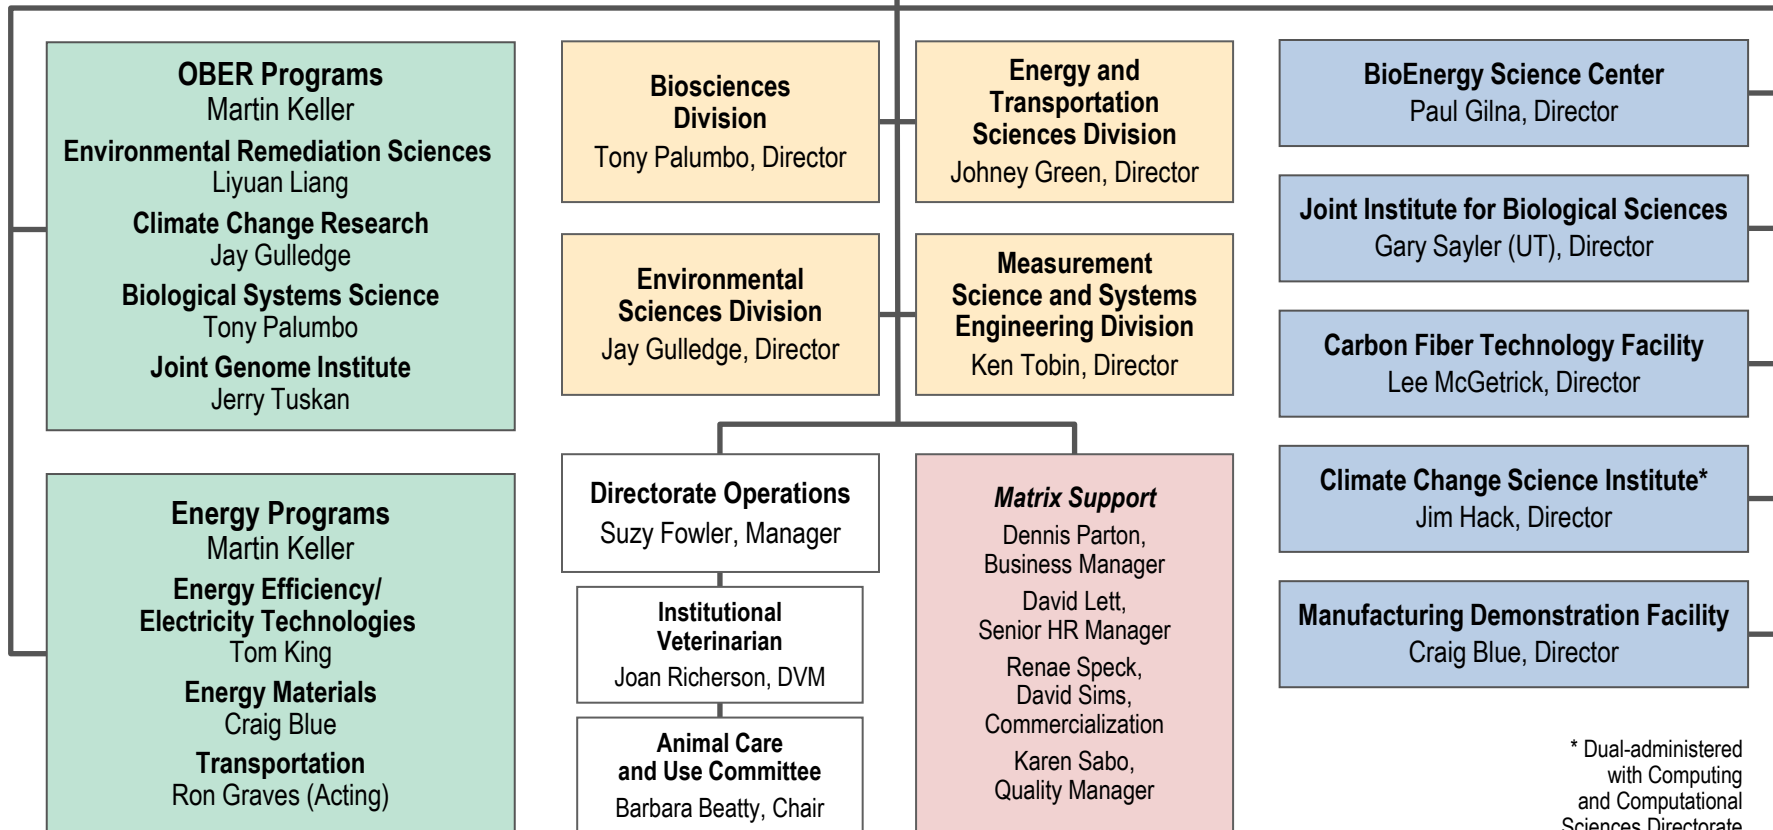 OBER Programs
Martin Keller
Environmental Remediation Sciences
Liyuan Liang
Climate Change Research
Jay Gulledge
Biological Systems Science
Tony Palumbo
Joint Genome Institute
Jerry Tuskan
Energy Programs
Martin Keller
Energy Efficiency/
Electricity Technologies
Tom King
Energy Materials
Craig Blue
Transportation
Ron Graves (Acting)
Biosciences
Division
Tony Palumbo, Director
Energy and
Transportation
Sciences Division
Johney Green, Director
Environmental
Sciences Division
Jay Gulledge, Director
Measurement
Science and Systems
Engineering Division
Ken Tobin, Director
Directorate Operations
Suzy Fowler, Manager
Institutional
Veterinarian
Joan Richerson, DVM
Animal Care
and Use Committee
Barbara Beatty, Chair
Matrix Support
Dennis Parton,
Business Manager
David Lett,
Senior HR Manager
Renae Speck,
David Sims,
Commercialization
Karen Sabo,
Quality Manager
BioEnergy Science Center
Paul Gilna, Director
Joint Institute for Biological Sciences
Gary Sayler (UT), Director
Carbon Fiber Technology Facility
Lee McGetrick, Director
Climate Change Science Institute*
Jim Hack, Director
Manufacturing Demonstration Facility
Craig Blue, Director
* Dual-administered
with Computing
and Computational
Sciences Directorate